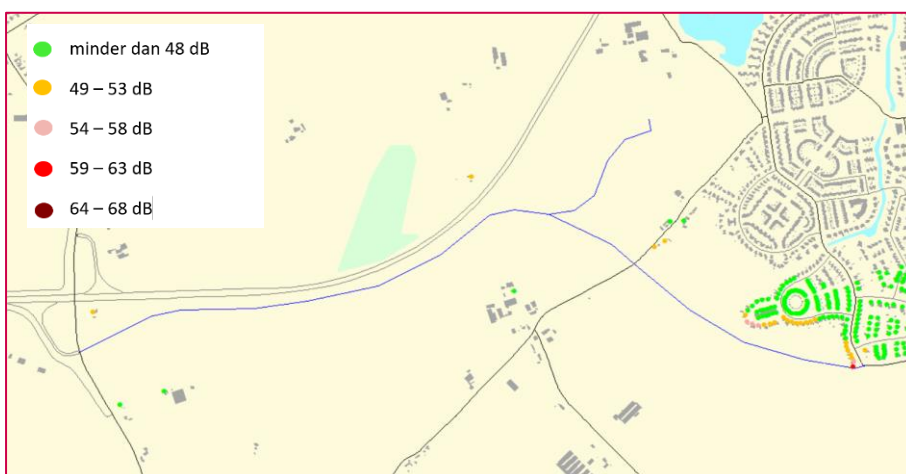 minder dan 48 dB
49 – 53 dB
54 – 58 dB
59 – 63 dB
64 – 68 dB